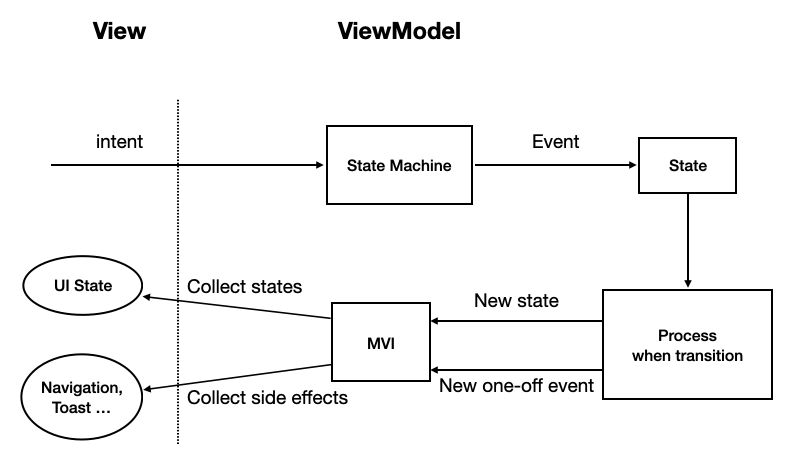 View
ViewModel
intent
State Machine
Event
State
UI State
Collect states
MVI
New state
Process
when transition
New one-off event
Navigation,
Toast ...
Collect side effects